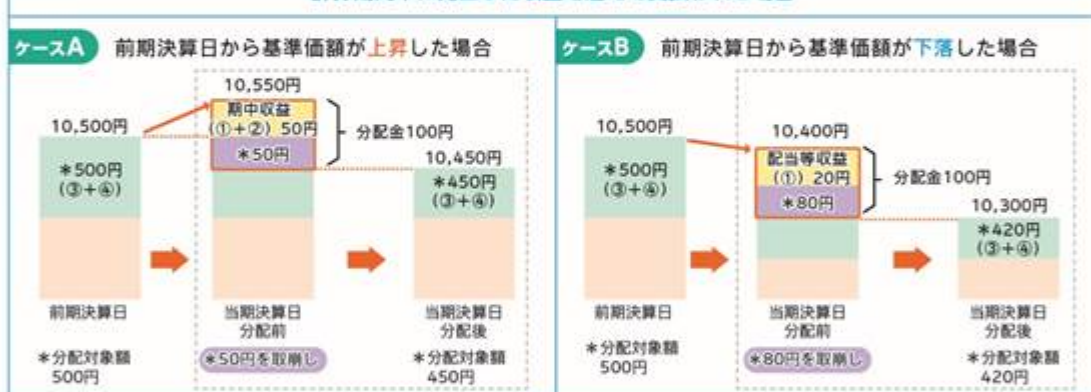 ケースA 前期決算日から基準価額が上昇した場合
10,550円
期中収益
(①+②) 50円
*50円
10,500円
*500円
(③+④)
分配金100円
10,450円
*450円
(③+④)
前期決算日
当期決算日
分配前
当期決算日
分配後
*分配対象額
500円
*50円を取崩し
*分配対象額
450円
ケースB 前期決算日から基準価額が下落した場合
10,500円
*500円
(③+④)
10,400円
配当等収益
(①) 20円
*80円
分配金100円
10,300円
*420円
(③+④)
前期決算日
当期決算日
分配前
当期決算日
分配後
*分配対象額
500円
*80円を取崩し
*分配対象額
420円